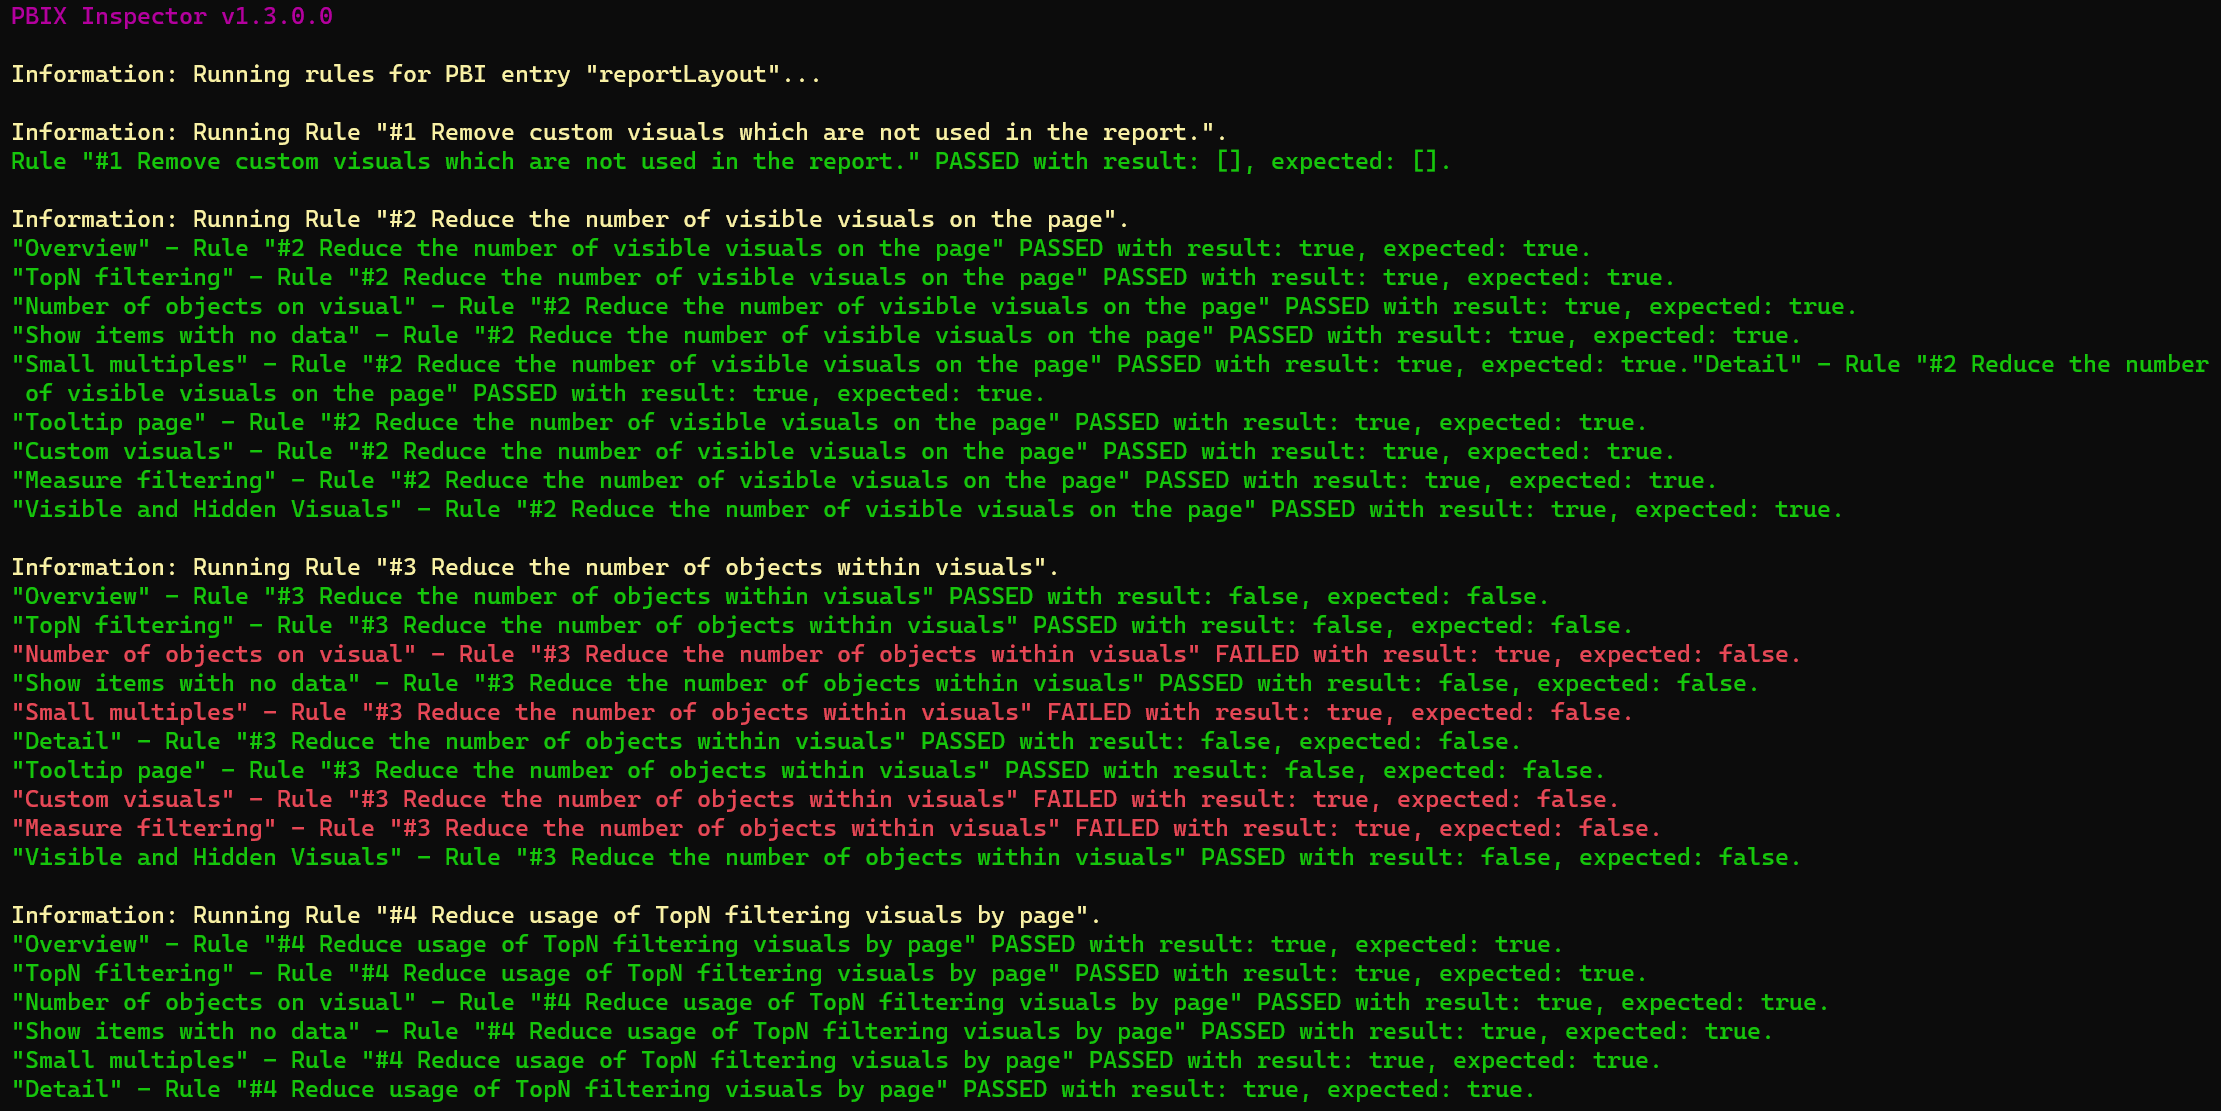 PBIX Inspector v1.3.0.0
Information: Running rules for PBI entry "reportLayout"...
Information: Running Rule "#1 Remove custom visuals which are not used in the report.".
Rule "#1 Remove custom visuals which are not used in the report." PASSED with result: [], expected: [].
Information: Running Rule "#2 Reduce the number of visible visuals on the page".
"Overview" - Rule "#2 Reduce the number of visible visuals on the page" PASSED with result: true, expected: true.
"TopN filtering" - Rule "#2 Reduce the number of visible visuals on the page" PASSED with result: true, expected: true.
"Number of objects on visual" - Rule "#2 Reduce the number of visible visuals on the page" PASSED with result: true, expected: true.
"Show items with no data" - Rule "#2 Reduce the number of visible visuals on the page" PASSED with result: true, expected: true.
"Small multiples" - Rule "#2 Reduce the number of visible visuals on the page" PASSED with result: true, expected: true."Detail" - Rule "#2 Reduce the number
of visible visuals on the page" PASSED with result: true, expected: true.
"Tooltip page" - Rule "#2 Reduce the number of visible visuals on the page" PASSED with result: true, expected: true.
"Custom visuals" - Rule "#2 Reduce the number of visible visuals on the page" PASSED with result: true, expected: true.
"Measure filtering" - Rule "#2 Reduce the number of visible visuals on the page" PASSED with result: true, expected: true.
"Visible and Hidden Visuals" - Rule "#2 Reduce the number of visible visuals on the page" PASSED with result: true, expected: true.
Information: Running Rule "#3 Reduce the number of objects within visuals".
"Overview" - Rule "#3 Reduce the number of objects within visuals" PASSED with result: false, expected: false.
"TopN filtering" - Rule "#3 Reduce the number of objects within visuals" PASSED with result: false, expected: false.
"Number of objects on visual" - Rule "#3 Reduce the number of objects within visuals" FAILED with result: true, expected: false.
"Show items with no data" - Rule "#3 Reduce the number of objects within visuals" PASSED with result: false, expected: false.
"Small multiples" - Rule "#3 Reduce the number of objects within visuals" FAILED with result: true, expected: false.
"Detail" - Rule "#3 Reduce the number of objects within visuals" PASSED with result: false, expected: false.
"Tooltip page" - Rule "#3 Reduce the number of objects within visuals" PASSED with result: false, expected: false.
"Custom visuals" - Rule "#3 Reduce the number of objects within visuals" FAILED with result: true, expected: false.
"Measure filtering" - Rule "#3 Reduce the number of objects within visuals" FAILED with result: true, expected: false.
"Visible and Hidden Visuals" - Rule "#3 Reduce the number of objects within visuals" PASSED with result: false, expected: false.
Information: Running Rule "#4 Reduce usage of TopN filtering visuals by page".
"Overview" - Rule "#4 Reduce usage of TopN filtering visuals by page" PASSED with result: true, expected: true.
"TopN filtering" - Rule "#4 Reduce usage of TopN filtering visuals by page" PASSED with result: true, expected: true.
"Number of objects on visual" - Rule "#4 Reduce usage of TopN filtering visuals by page" PASSED with result: true, expected: true.
"Show items with no data" - Rule "#4 Reduce usage of TopN filtering visuals by page" PASSED with result: true, expected: true.
"Small multiples" - Rule "#4 Reduce usage of TopN filtering visuals by page" PASSED with result: true, expected: true.
"Detail" - Rule "#4 Reduce usage of TopN filtering visuals by page" PASSED with result: true, expected: true.